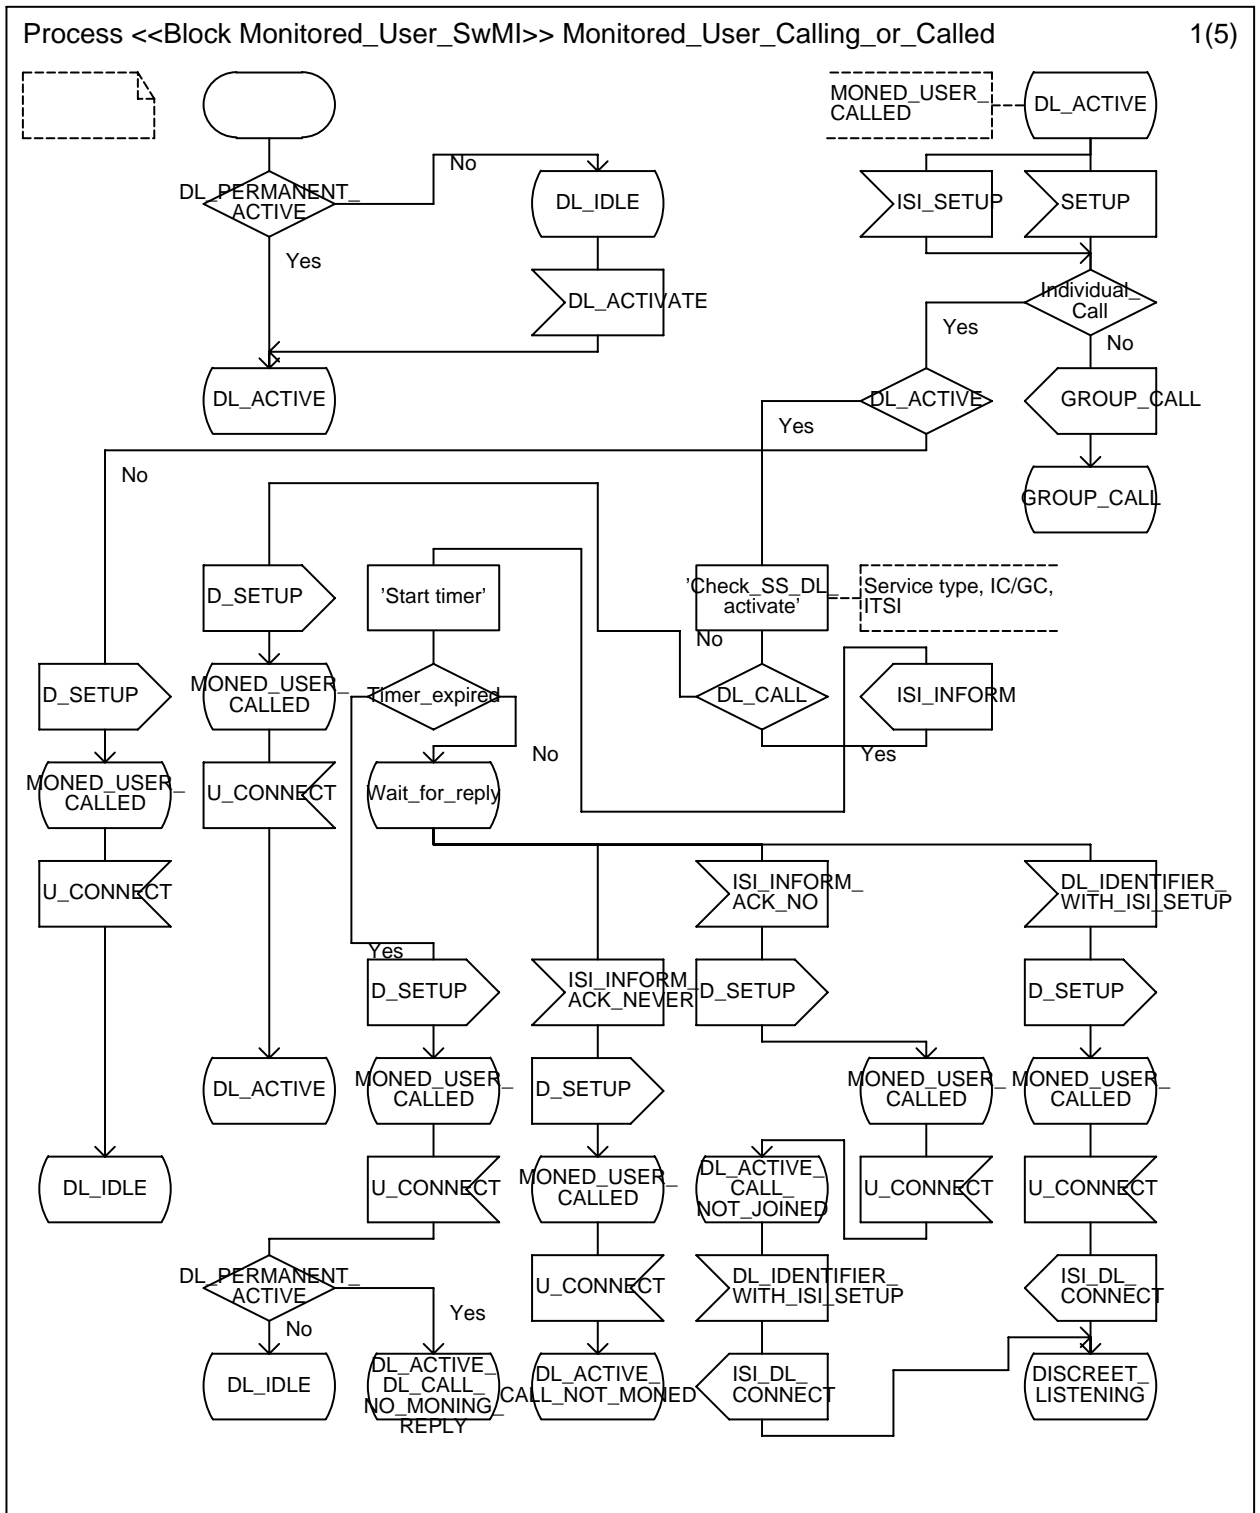 Process <<Block Monitored_User_SwMI>> Monitored_User_Calling_or_Called
1(5)
MONED_USER_
CALLED
DL_ACTIVE
No
DL_PERMANENT_
ACTIVE
DL_IDLE
ISI_SETUP
SETUP
Yes
DL_ACTIVATE
Individual_
Call
Yes
No
DL_ACTIVE
DL_ACTIVE
GROUP_CALL
Yes
No
GROUP_CALL
D_SETUP
'Start timer'
'Check_SS_DL_
activate'
Service type, IC/GC,
ITSI
No
D_SETUP
MONED_USER_
CALLED
Timer_expired
DL_CALL
ISI_INFORM
No
Yes
MONED_USER_
CALLED
U_CONNECT
Wait_for_reply
U_CONNECT
ISI_INFORM_
ACK_NO
DL_IDENTIFIER_
WITH_ISI_SETUP
Yes
D_SETUP
ISI_INFORM_
ACK_NEVER
D_SETUP
D_SETUP
DL_ACTIVE
MONED_USER_
CALLED
D_SETUP
MONED_USER_
CALLED
MONED_USER_
CALLED
DL_IDLE
U_CONNECT
MONED_USER_
CALLED
DL_ACTIVE_
CALL_
NOT_JOINED
U_CONNECT
U_CONNECT
DL_PERMANENT_
ACTIVE
Yes
No
U_CONNECT
DL_IDENTIFIER_
WITH_ISI_SETUP
ISI_DL_
CONNECT
DL_IDLE
DL_ACTIVE_
DL_CALL_
NO_MONING_
REPLY
DL_ACTIVE_
CALL_NOT_MONED
ISI_DL_
CONNECT
DISCREET_
LISTENING